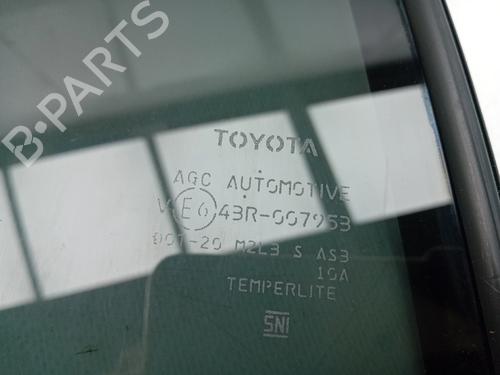 B-PARTS
TOYOTA
AGC AUTOMOTIVE
V E6 43R-007953
DOT-20 M2L3 S AS3
10A
TEMPERLITE
SNI